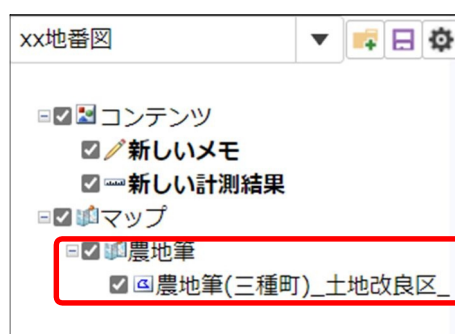 xx地番図
コンテンツ
新しいメモ
新しい計測結果
マップ
農地筆
農地筆(三種町)_土地改良区_